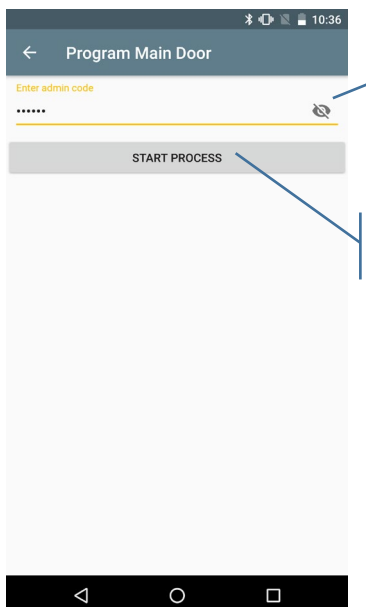 10:36
Program Main Door
Enter admin code
••••••
START PROCESS